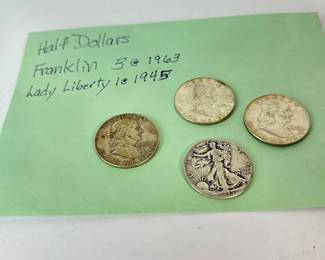 Half Dollars
Franklin 3 @ 1963
Lady Liberty 1 @ 1945